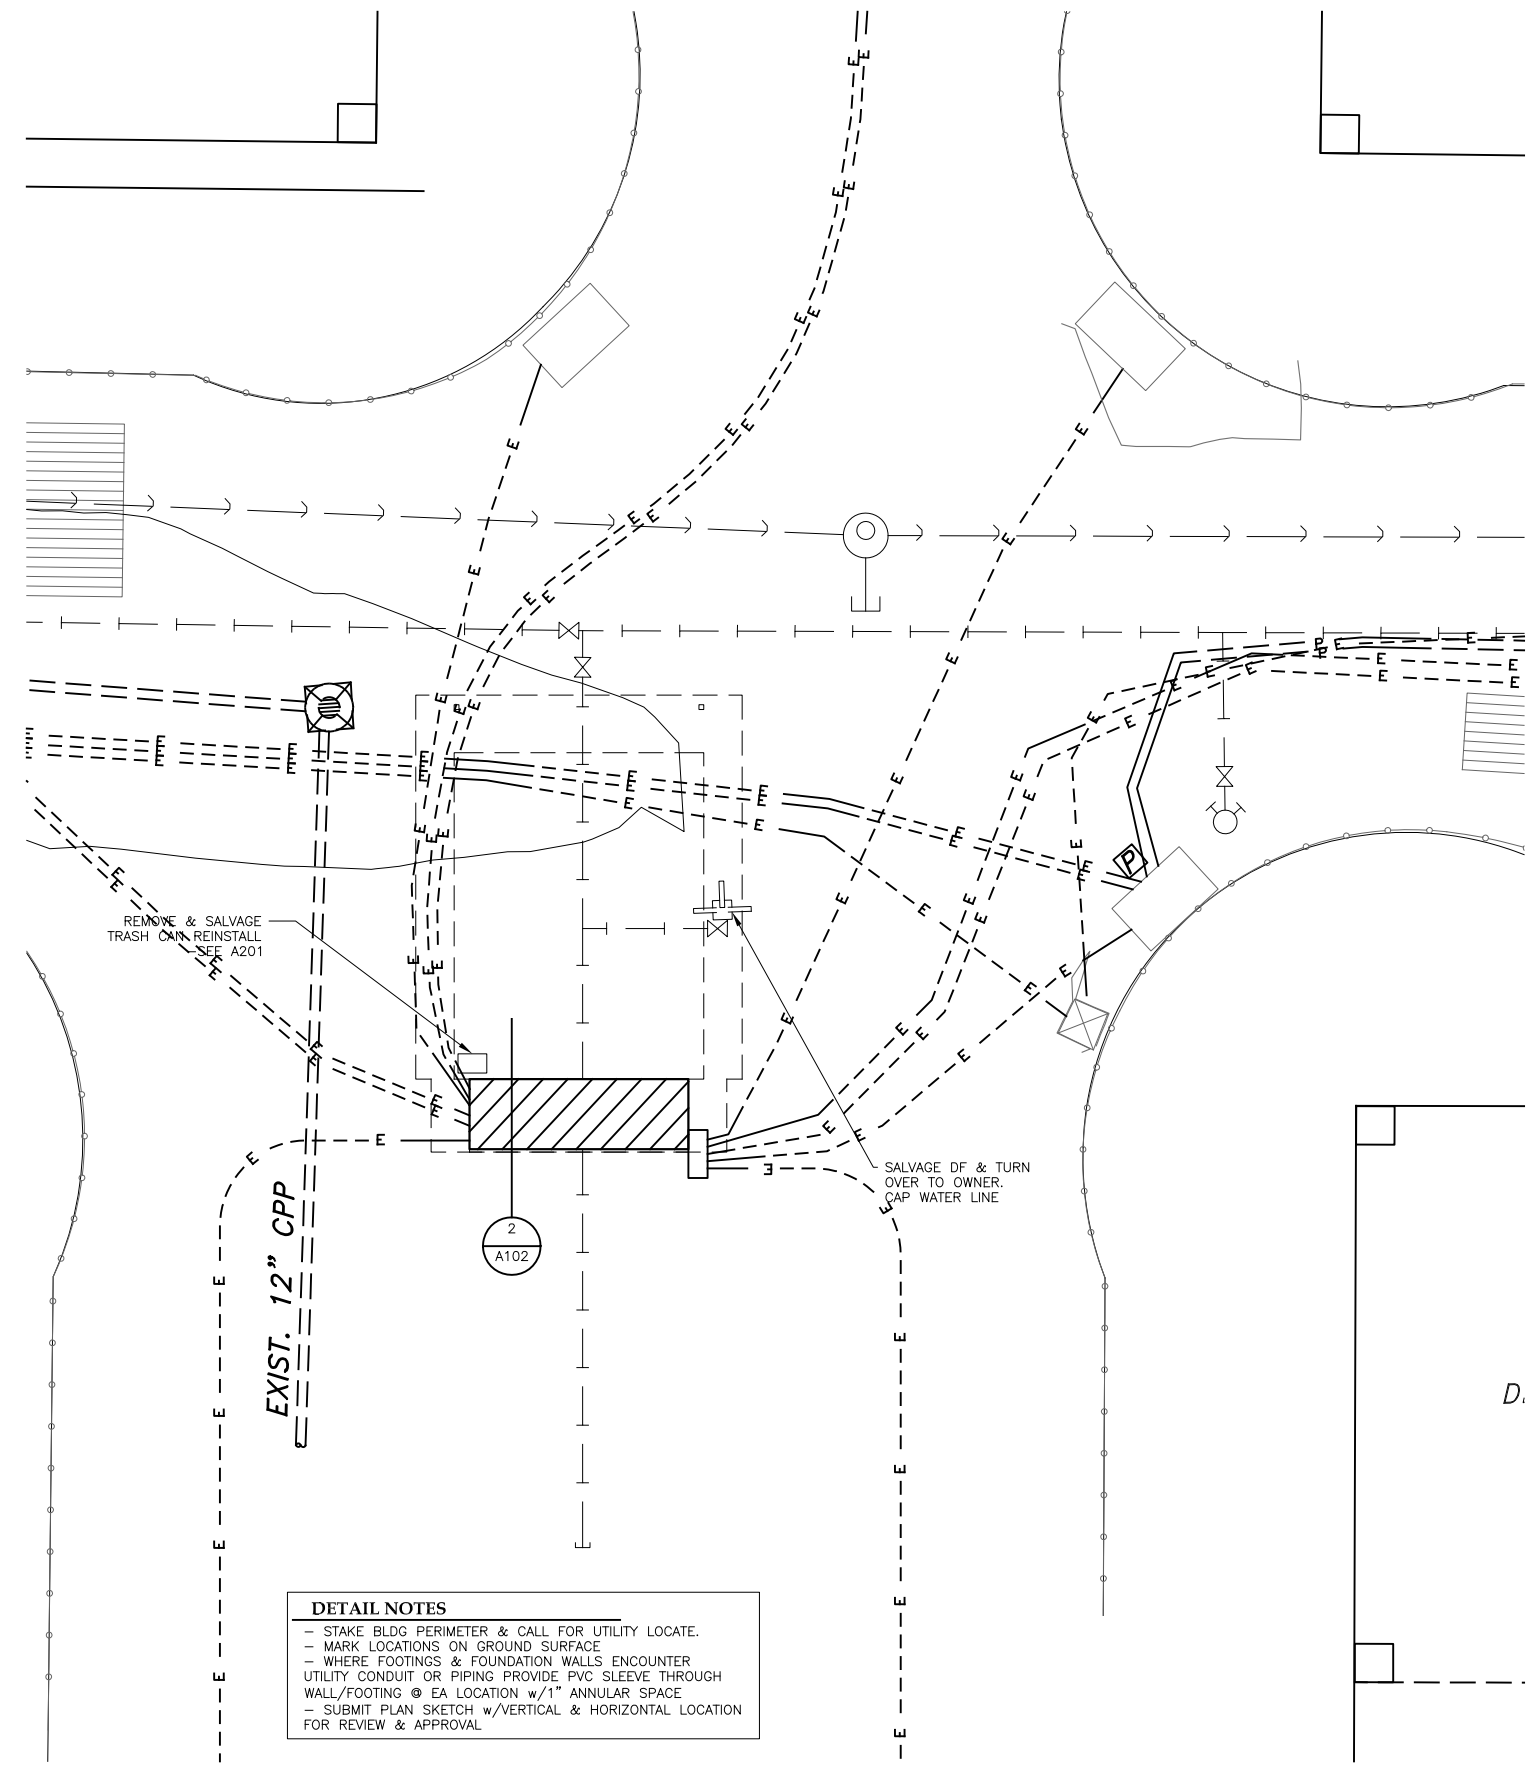 REMOVE & SALVAGE
TRASH CAN REINSTALL
SEE A201
SALVAGE DF & TURN
OVER TO OWNER.
CAP WATER LINE
2
A102
EXIST. 12” CPP
P
DETAIL NOTES
– STAKE BLDG PERIMETER & CALL FOR UTILITY LOCATE.
– MARK LOCATIONS ON GROUND SURFACE
– WHERE FOOTINGS & FOUNDATION WALLS ENCOUNTER
UTILITY CONDUIT OR PIPING PROVIDE PVC SLEEVE THROUGH
WALL/FOOTING @ EA LOCATION w/1” ANNULAR SPACE
– SUBMIT PLAN SKETCH w/VERTICAL & HORIZONTAL LOCATION
FOR REVIEW & APPROVAL